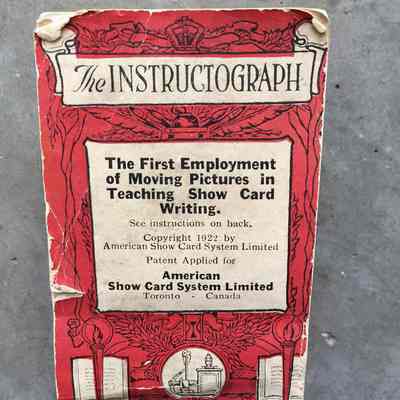 The INSTRUCTOGRAPH
The First Employment
of Moving Pictures in
Teaching Show Card
Writing.
See instructions on back.
Copyright 1922 by
American Show Card System Limited
Patent Applied for
American
Show Card System Limited
Toronto - Canada